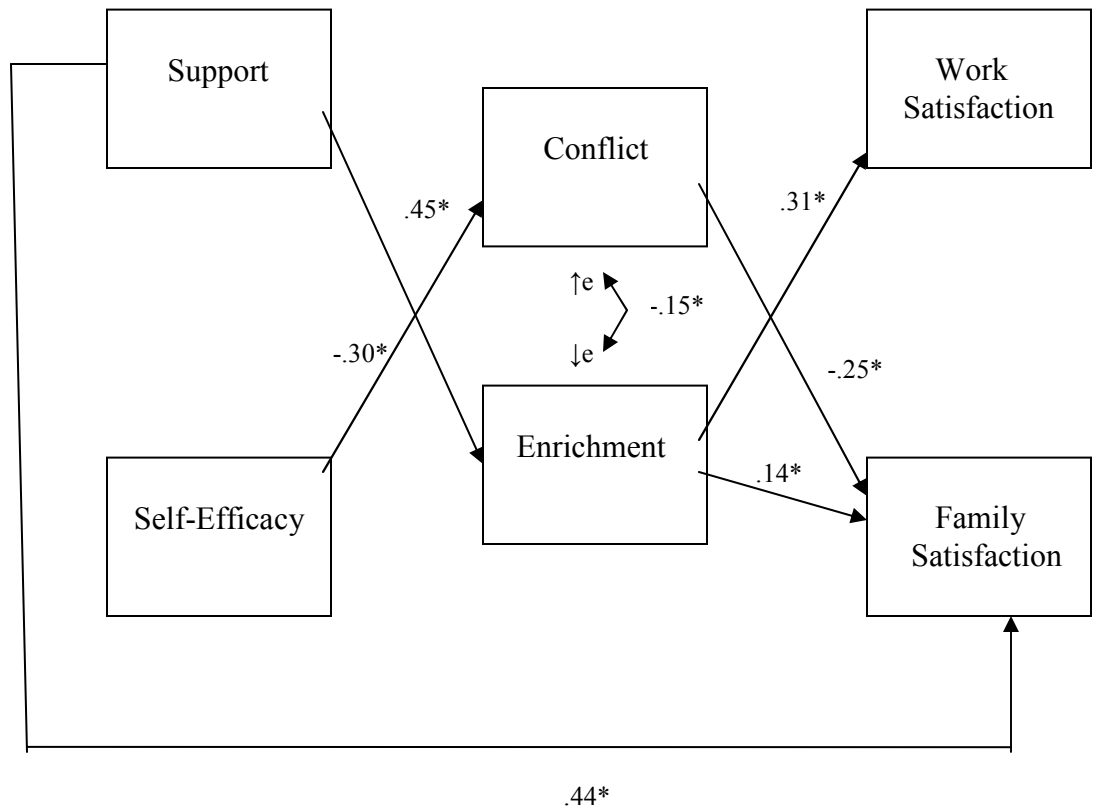 Support
Work
Satisfaction
Conflict
.45*
.31*
↑e
-.15*
↓e
-.30*
-.25*
Enrichment
.14*
Self-Efficacy
Family
Satisfaction
.44*